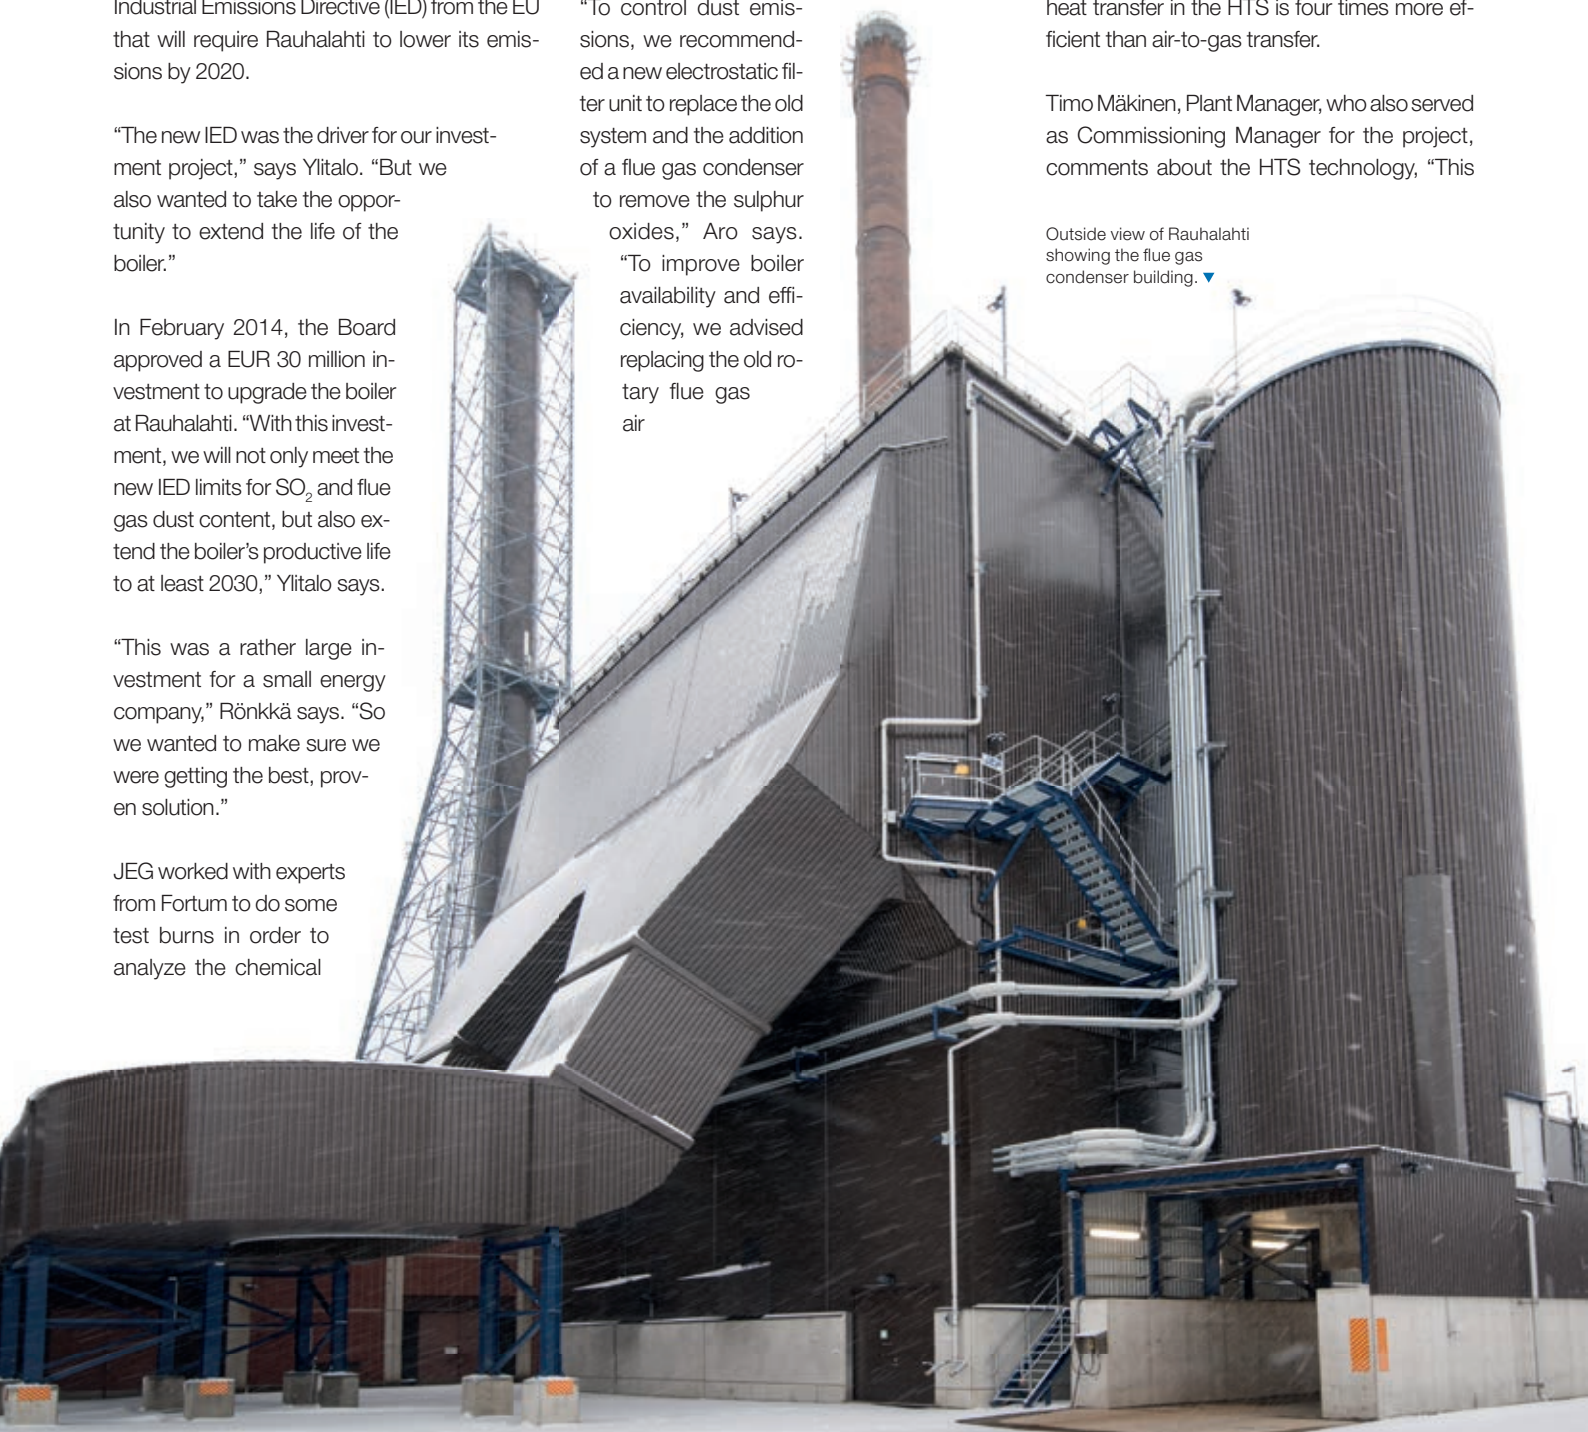 Industrial Emissions Directive (IED) from the EU
that will require Rauhalahti to lower its emis-
sions by 2020.
“The new IED was the driver for our invest-
ment project,” says Ylitalo. “But we
also wanted to take the oppor-
tunity to extend the life of the
boiler.”
In February 2014, the Board
approved a EUR 30 million in-
vestment to upgrade the boiler
at Rauhalahti. “With this invest-
ment, we will not only meet the
new IED limits for SO₂ and flue
gas dust content, but also ex-
tend the boiler’s productive life
to at least 2030,” Ylitalo says.
“This was a rather large in-
vestment for a small energy
company,” Rönkkä says. “So
we wanted to make sure we
were getting the best, prov-
en solution.”
JEG worked with experts
from Fortum to do some
test burns in order to
analyze the chemical
“To control dust emis-
sions, we recommend-
ed a new electrostatic fil-
ter unit to replace the old
system and the addition
of a flue gas condenser
to remove the sulphur
oxides,” Aro says.
“To improve boiler
availability and effi-
ciency, we advised
replacing the old ro-
tary flue gas
air
heat transfer in the HTS is four times more ef-
ficient than air-to-gas transfer.
Timo Mäkinen, Plant Manager, who also served
as Commissioning Manager for the project,
comments about the HTS technology, “This
Outside view of Rauhalahti
showing the flue gas
condenser building. ▼